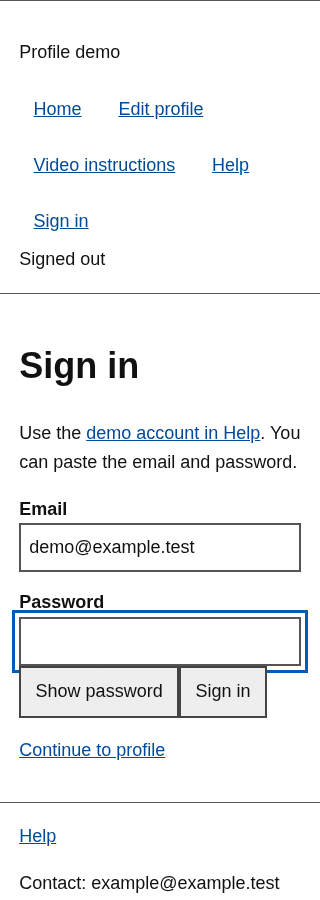 Profile demo
Home Edit profile
Video instructions Help
Sign in
Signed out
Sign in
Use the demo account in Help. You
can paste the email and password.
Email
demo@example.test
Password
Show password Sign in
Continue to profile
Help
Contact: example@example.test